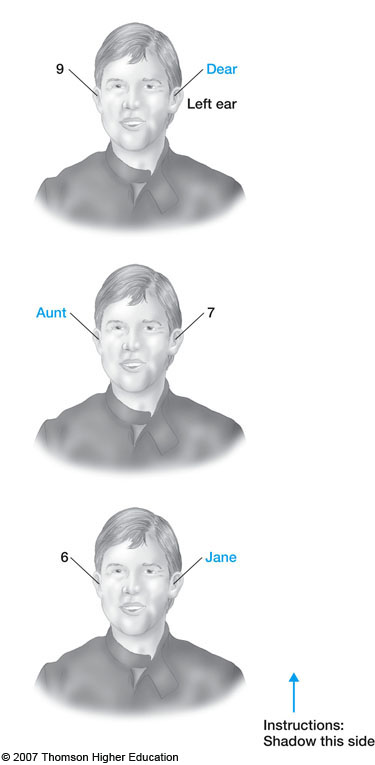 9
Dear
Left ear
Aunt
7
6
Jane
Instructions:
Shadow this side
© 2007 Thomson Higher Education